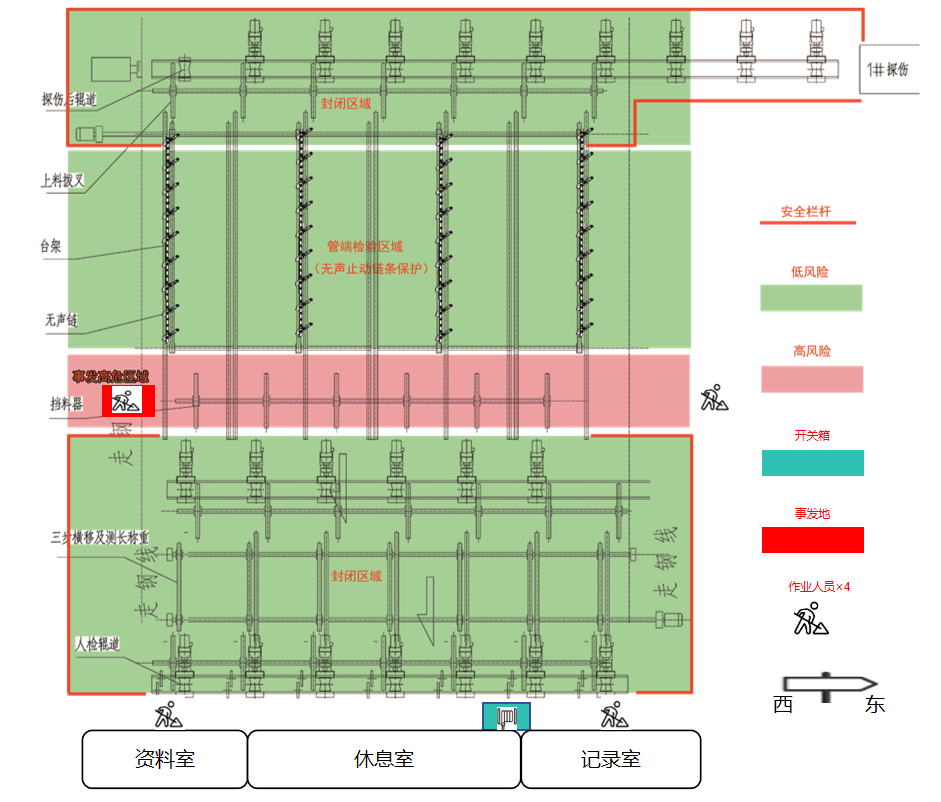 1#探伤
探伤后辊道
封闭区域
上料拨叉
安全栏杆
台架
管端检验区域
（无声止动链条保护）
低风险
无声链
高风险
事发高危区域
挡料器
走钢
开关箱
事发地
三步横移及测长称重
走钢线
走钢线
封闭区域
作业人员×4
人检辊道
西
东
资料室
休息室
记录室